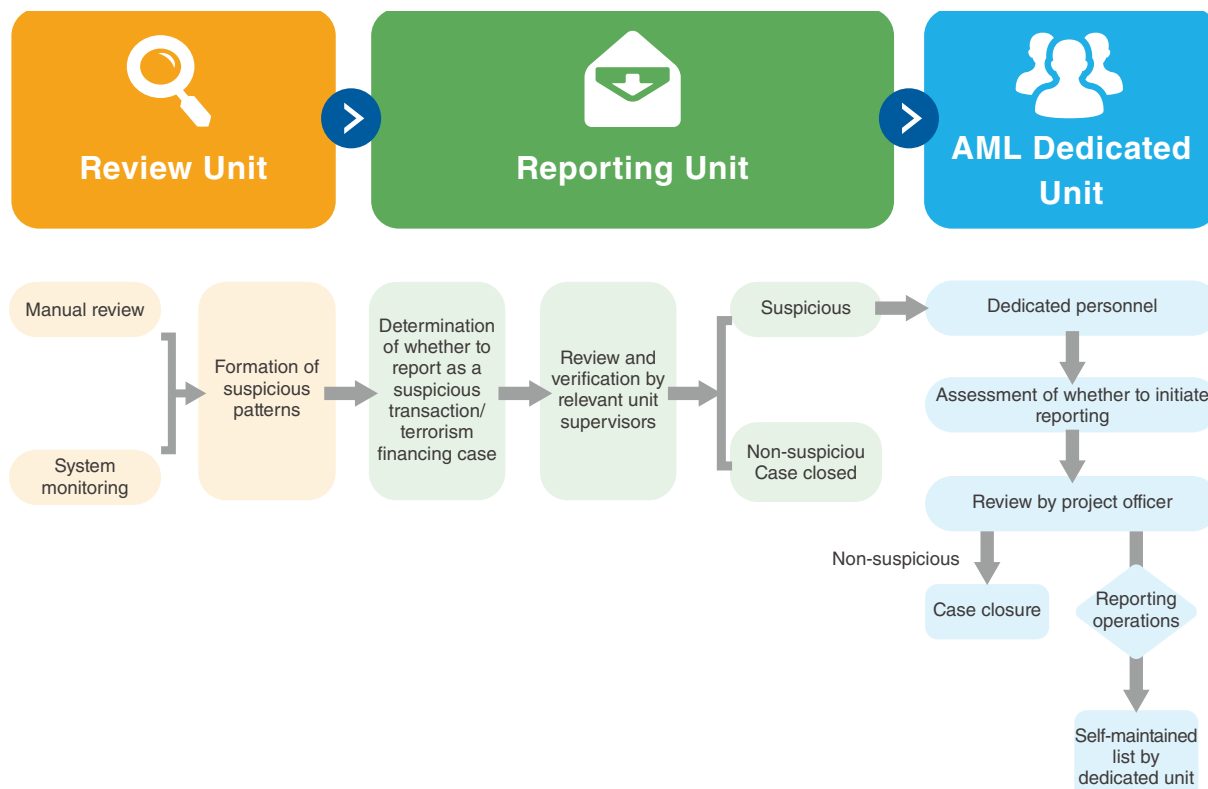 Review Unit
Reporting Unit
AML Dedicated
Unit
Manual review
System
monitoring
Formation of
suspicious
patterns
Determination
of whether to
report as a
suspicious
transaction/
terrorism
financing case
Review and
verification by
relevant unit
supervisors
Suspicious
Non-suspiciou
Case closed
Dedicated personnel
Assessment of whether to initiate
reporting
Review by project officer
Non-suspicious
Case closure
Reporting
operations
Self-maintained
list by
dedicated unit